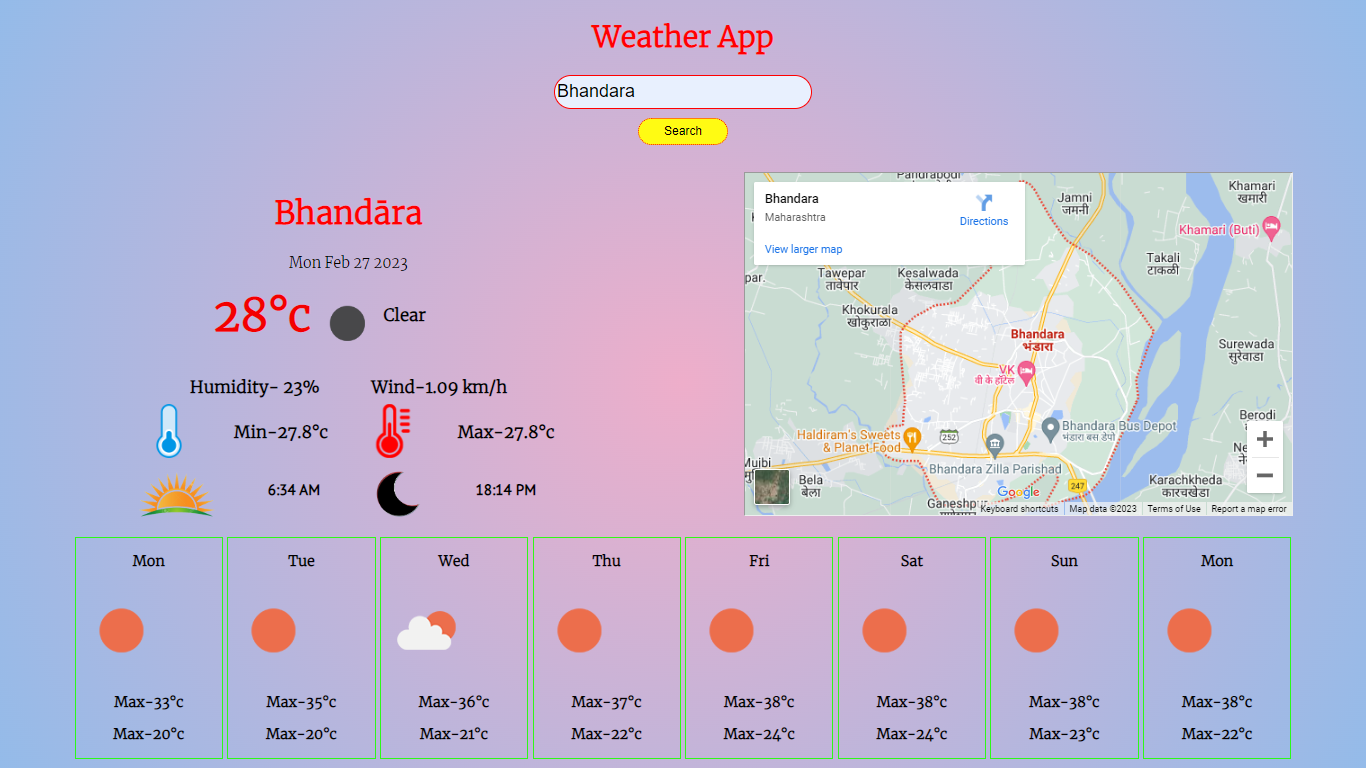 Weather App
Bhandara
Search
Bhandāra
Mon Feb 27 2023
28°c
Clear
Humidity- 23%
Wind-1.09 km/h
Min-27.8°c
Max-27.8°c
6:34 AM
18:14 PM
Bhandara
Maharashtra
Directions
View larger map
Pandrabodi
Jamni
जमनी
Khamari
खमारी
Khamari (Buti)
Takali
टाकळी
par.
Tawepar
तावेपार
Kesalwada
केसलवाडा
Khokurala
खोकुराळा
Bhandara
भंडारा
Surewada
सुरेवाडा
VK
वी के हॉटेल
Berodi
Haldiram's Sweets
& Planet Food
252
Bhandara Bus Depot
भंडारा बस डेपो
Bhandara Zilla Parishad
Mujbi
Bela
बेला
Google
247
Karachkheda
कारचखेडा
Ganeshpur
Keyboard shortcuts
Map data ©2023
Terms of Use
Report a map error
Mon
Tue
Wed
Thu
Fri
Sat
Sun
Mon
Max-33°c
Max-35°c
Max-36°c
Max-37°c
Max-38°c
Max-38°c
Max-38°c
Max-38°c
Max-20°c
Max-20°c
Max-21°c
Max-22°c
Max-24°c
Max-24°c
Max-23°c
Max-22°c